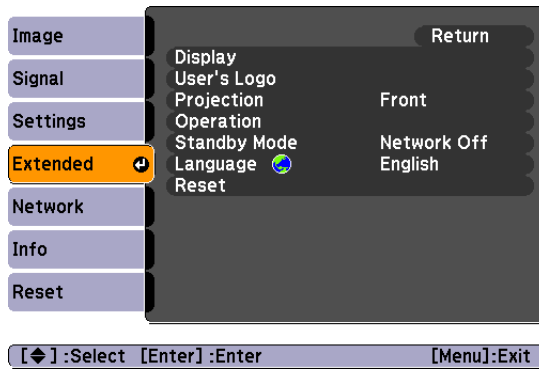 Image
Signal
Settings
Extended
Network
Info
Reset
Return
Display
User's Logo
Projection Front
Operation
Standby Mode Network Off
Language English
Reset
[◆] :Select [Enter] :Enter [Menu]:Exit